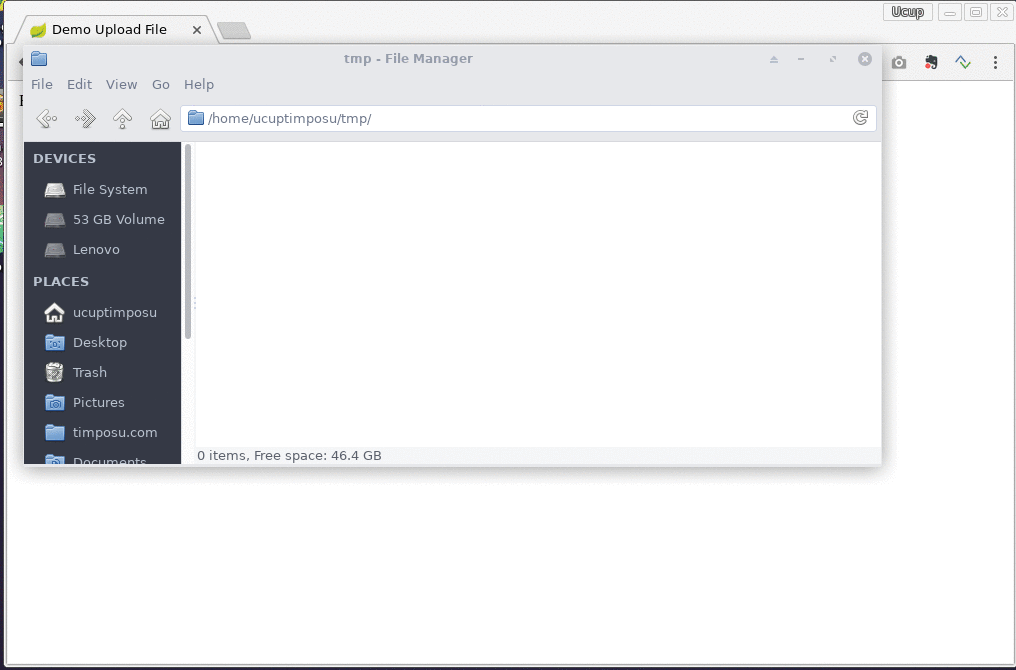 Ucup
Demo Upload File
tmp - File Manager
File Edit View Go Help
/home/ucuptimposu/tmp/
DEVICES
File System
53 GB Volume
Lenovo
PLACES
ucuptimposu
Desktop
Trash
Pictures
timposu.com
Documents
0 items, Free space: 46.4 GB